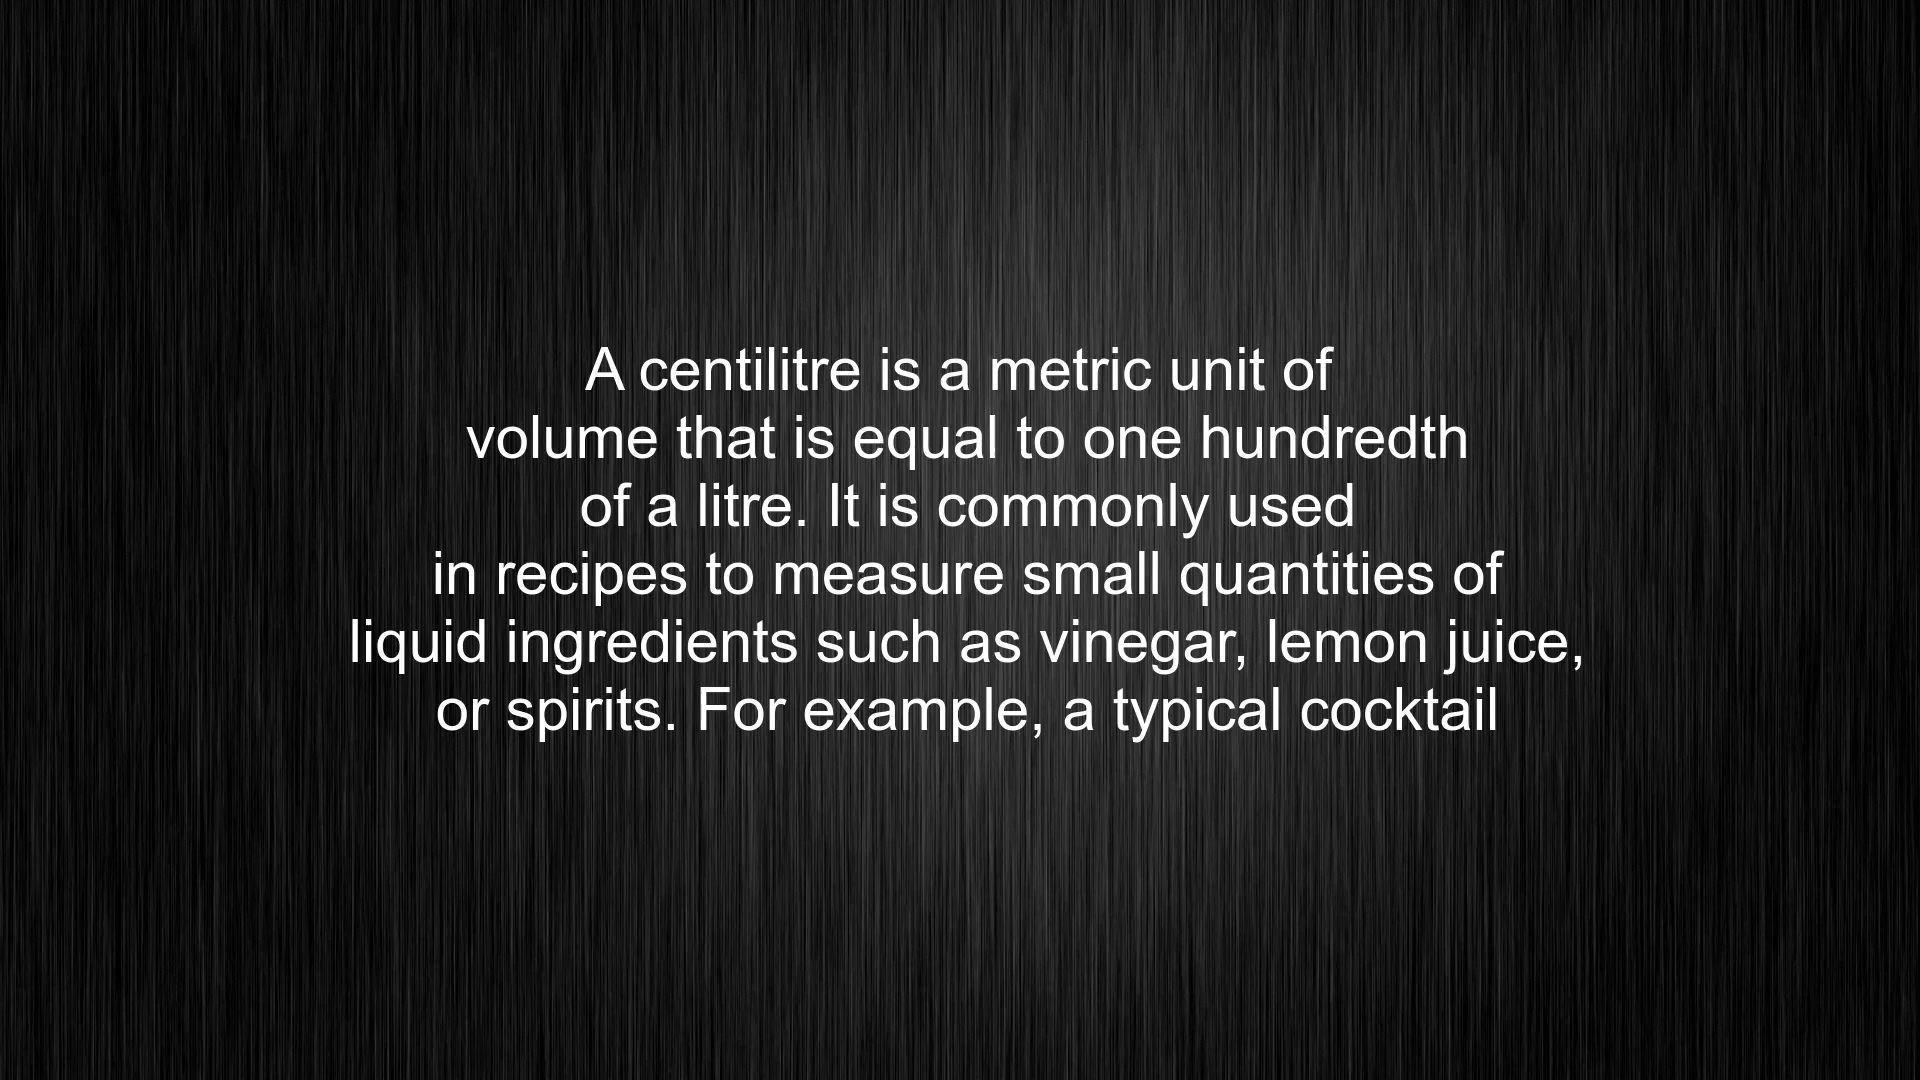 A centilitre is a metric unit of
volume that is equal to one hundredth
of a litre. It is commonly used
in recipes to measure small quantities of
liquid ingredients such as vinegar, lemon juice,
or spirits. For example, a typical cocktail